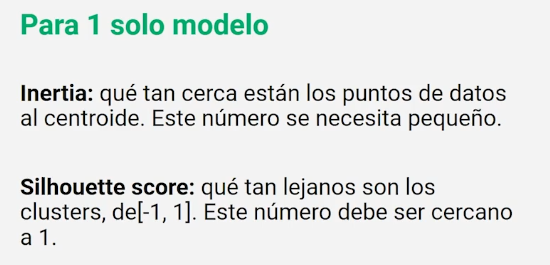 Para 1 solo modelo
Inertia: qué tan cerca están los puntos de datos
al centroide. Este número se necesita pequeño.
Silhouette score: qué tan lejanos son los
clusters, de[-1, 1]. Este número debe ser cercano
a 1.